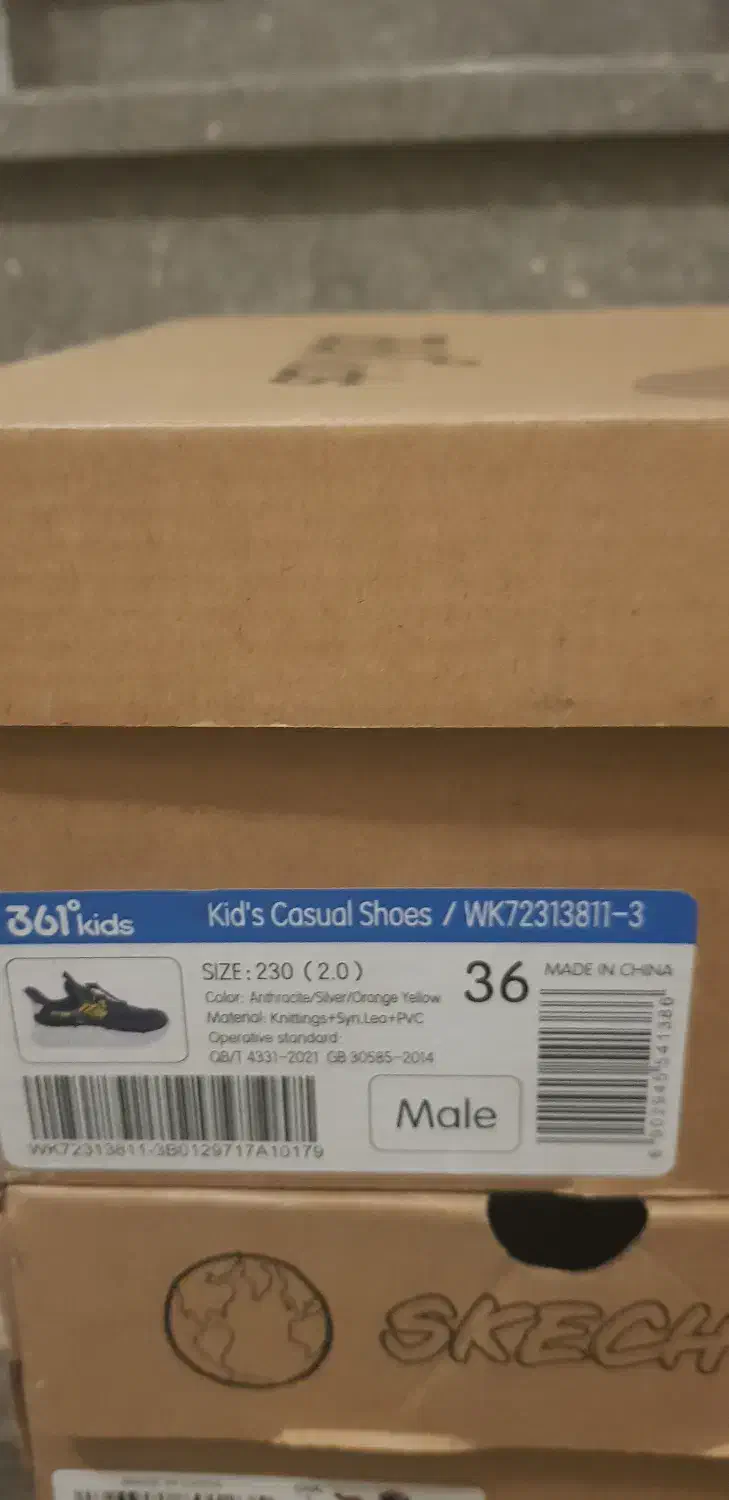 361° kids
Kid's Casual Shoes / WK72313811-3
SIZE: 230 (2.0)
36
MADE IN CHINA
Color: Anthracite/Silver/Orange Yellow
Material: Knittings+Syn.Lea+PVC
Operative standard:
QB/T 4331-2021 GB 30585-2014
Male
WK72313811-3B0129717A10179
6902945541386
SKECH